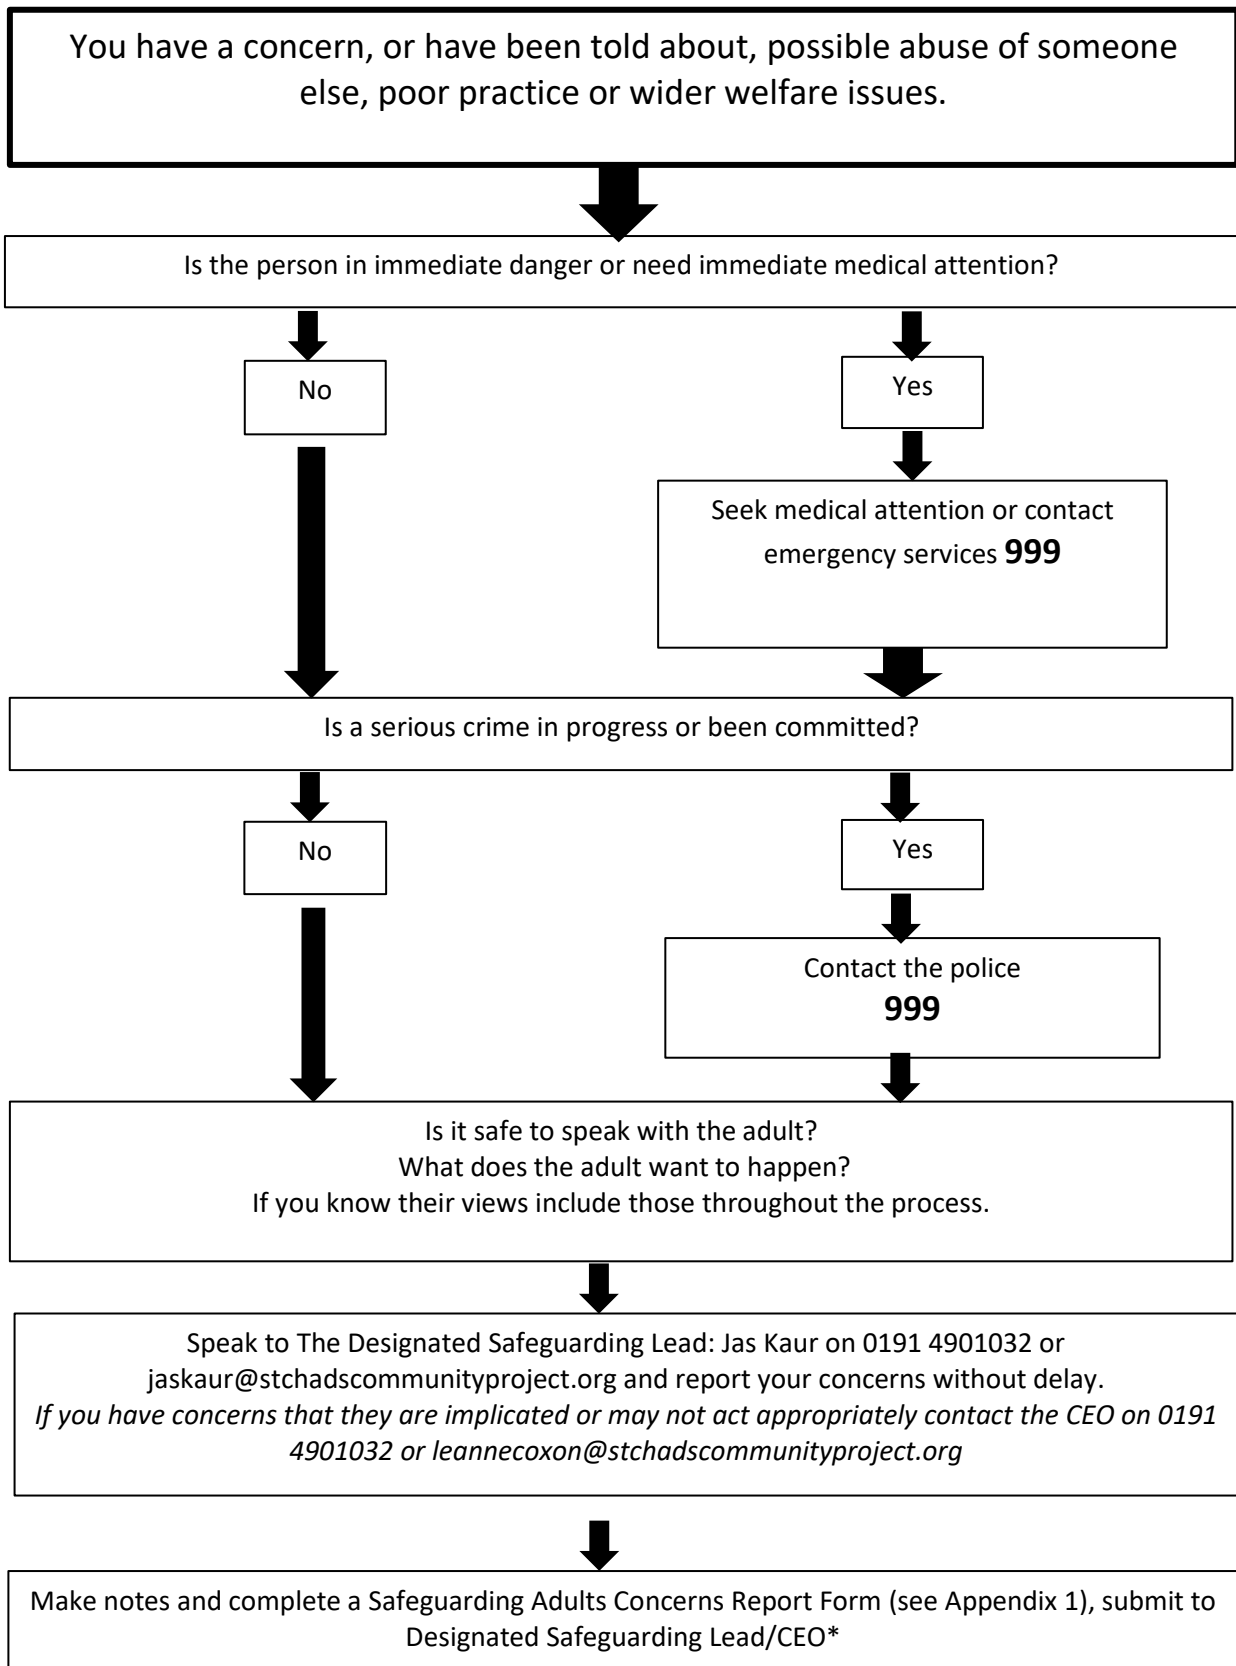 You have a concern, or have been told about, possible abuse of someone
else, poor practice or wider welfare issues.
Is the person in immediate danger or need immediate medical attention?
No
Yes
Seek medical attention or contact
emergency services 999
Is a serious crime in progress or been committed?
No
Yes
Contact the police
999
Is it safe to speak with the adult?
What does the adult want to happen?
If you know their views include those throughout the process.
Speak to The Designated Safeguarding Lead: Jas Kaur on 0191 4901032 or
jaskaur@stchadscommunityproject.org and report your concerns without delay.
If you have concerns that they are implicated or may not act appropriately contact the CEO on 0191
4901032 or leannecoxon@stchadscommunityproject.org
Make notes and complete a Safeguarding Adults Concerns Report Form (see Appendix 1), submit to
Designated Safeguarding Lead/CEO*